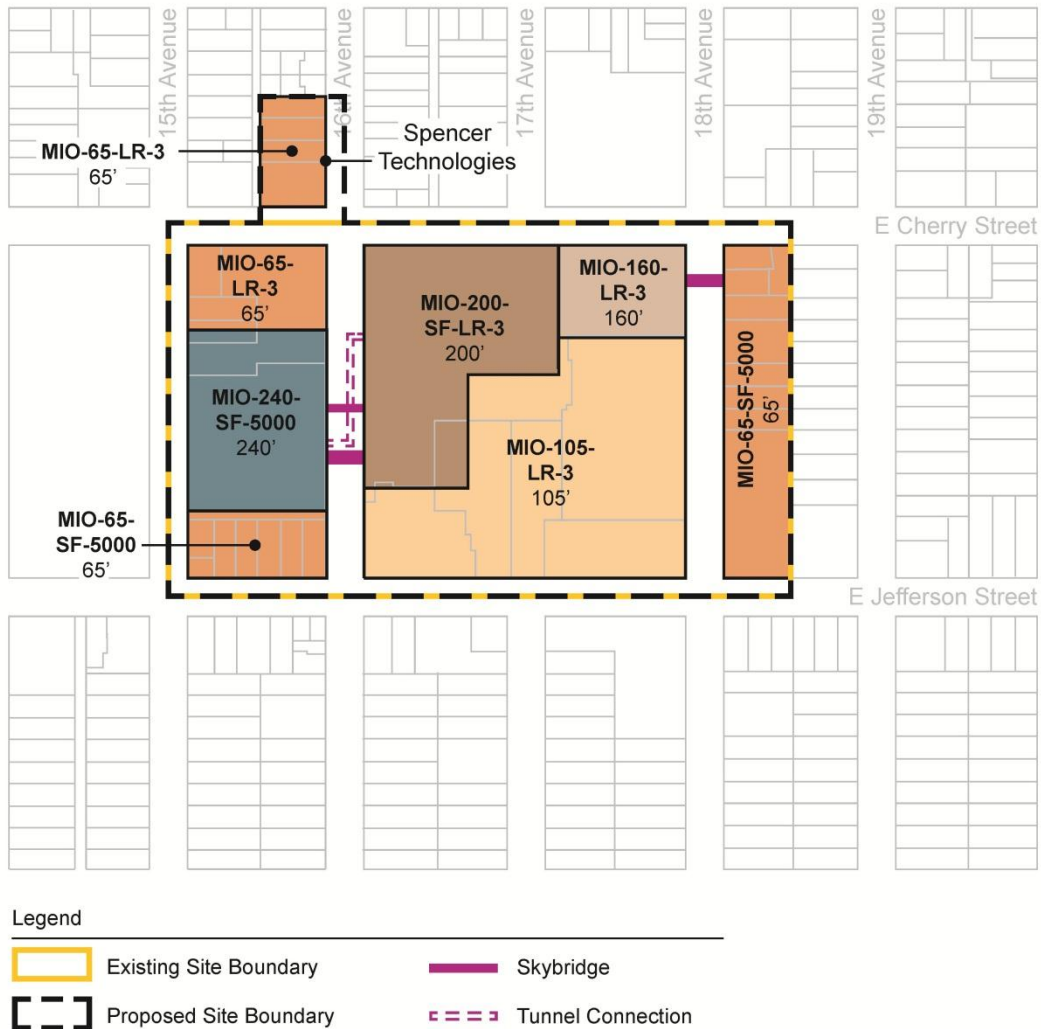 15th Avenue
16th Avenue
17th Avenue
18th Avenue
19th Avenue
MIO-65-LR-3
65’
Spencer
Technologies
E Cherry Street
MIO-65-
LR-3
65’
MIO-200-
SF-LR-3
200’
MIO-160-
LR-3
160’
MIO-240-
SF-5000
240’
MIO-105-
LR-3
105’
MIO-65-SF-5000
65’
MIO-65-
SF-5000
65’
E Jefferson Street
Legend
Existing Site Boundary
Skybridge
Proposed Site Boundary
Tunnel Connection